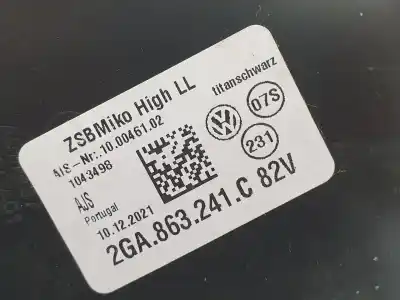 ZSBMiko High LL
titanschwarz
AJS-Nr.:10.00461.02
1043498
07S
AJS
Portugal
231
10.12.2021
2GA.863.241.C 82V